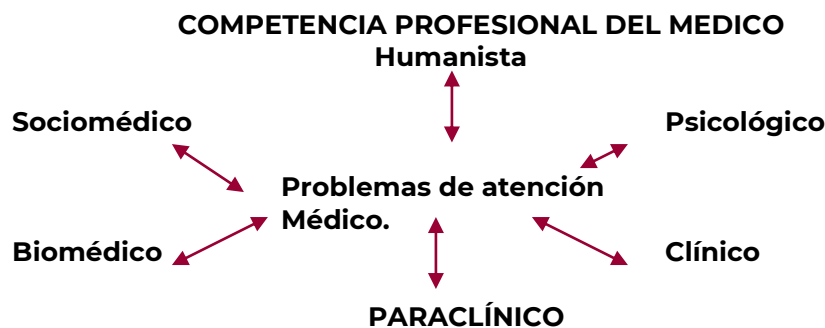 COMPETENCIA PROFESIONAL DEL MEDICO
Humanista
Sociomédico
Psicológico
Problemas de atención
Médico.
Biomédico
Clínico
PARACLÍNICO